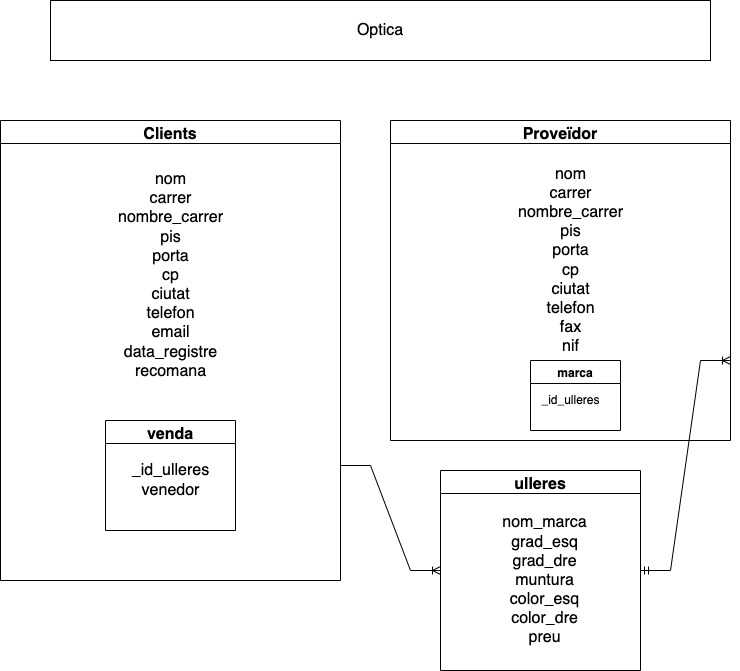 Optica
Clients
nom
carrer
nombre_carrer
pis
porta
cp
ciutat
telefon
email
data_registre
recomana
venda
_id_ulleres
venedor
Proveïdor
nom
carrer
nombre_carrer
pis
porta
cp
ciutat
telefon
fax
nif
marca
_id_ulleres
ulleres
nom_marca
grad_esq
grad_dre
muntura
color_esq
color_dre
preu